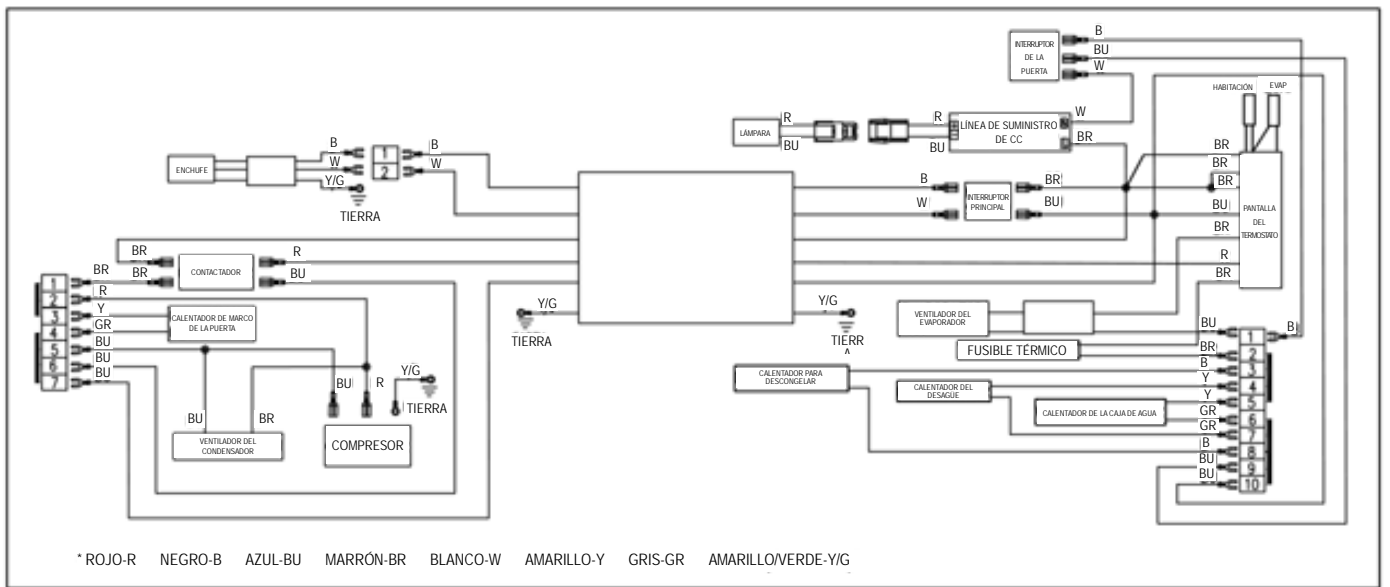 B
INTERRUPTOR
DE LA
PUERTA
BU
W
HABITACIÓN
EVAP
LÁMPARA
R
BU
R
BU
LÍNEA DE SUMINISTRO
DE CC
N
L
W
BR
ENCHUFE
B
W
Y/G
TIERRA
1
2
B
W
B
W
INTERRUPTOR
PRINCIPAL
BR
BU
BR
BR
BR
BU
BR
R
BR
PANTALLA
DEL
TERMOSTATO
BR
BR
CONTACTADOR
R
BU
1
2
3
4
5
6
7
BR
R
Y
GR
BU
BU
BU
CALENTADOR DE MARCO
DE LA PUERTA
Y/G
TIERRA
Y/G
TIERR
A
VENTILADOR DEL
EVAPORADOR
FUSIBLE TÉRMICO
CALENTADOR PARA
DESCONGELAR
CALENTADOR DEL
DESAGÜE
CALENTADOR DE LA CAJA DE AGUA
BU
BR
B
Y
Y
GR
GR
B
BU
BU
1
2
3
4
5
6
7
8
9
10
B
BU
BR
VENTILADOR DEL
CONDENSADOR
BU
R
Y/G
TIERRA
COMPRESOR
* ROJO-R NEGRO-B AZUL-BU MARRÓN-BR BLANCO-W AMARILLO-Y GRIS-GR AMARILLO/VERDE-Y/G